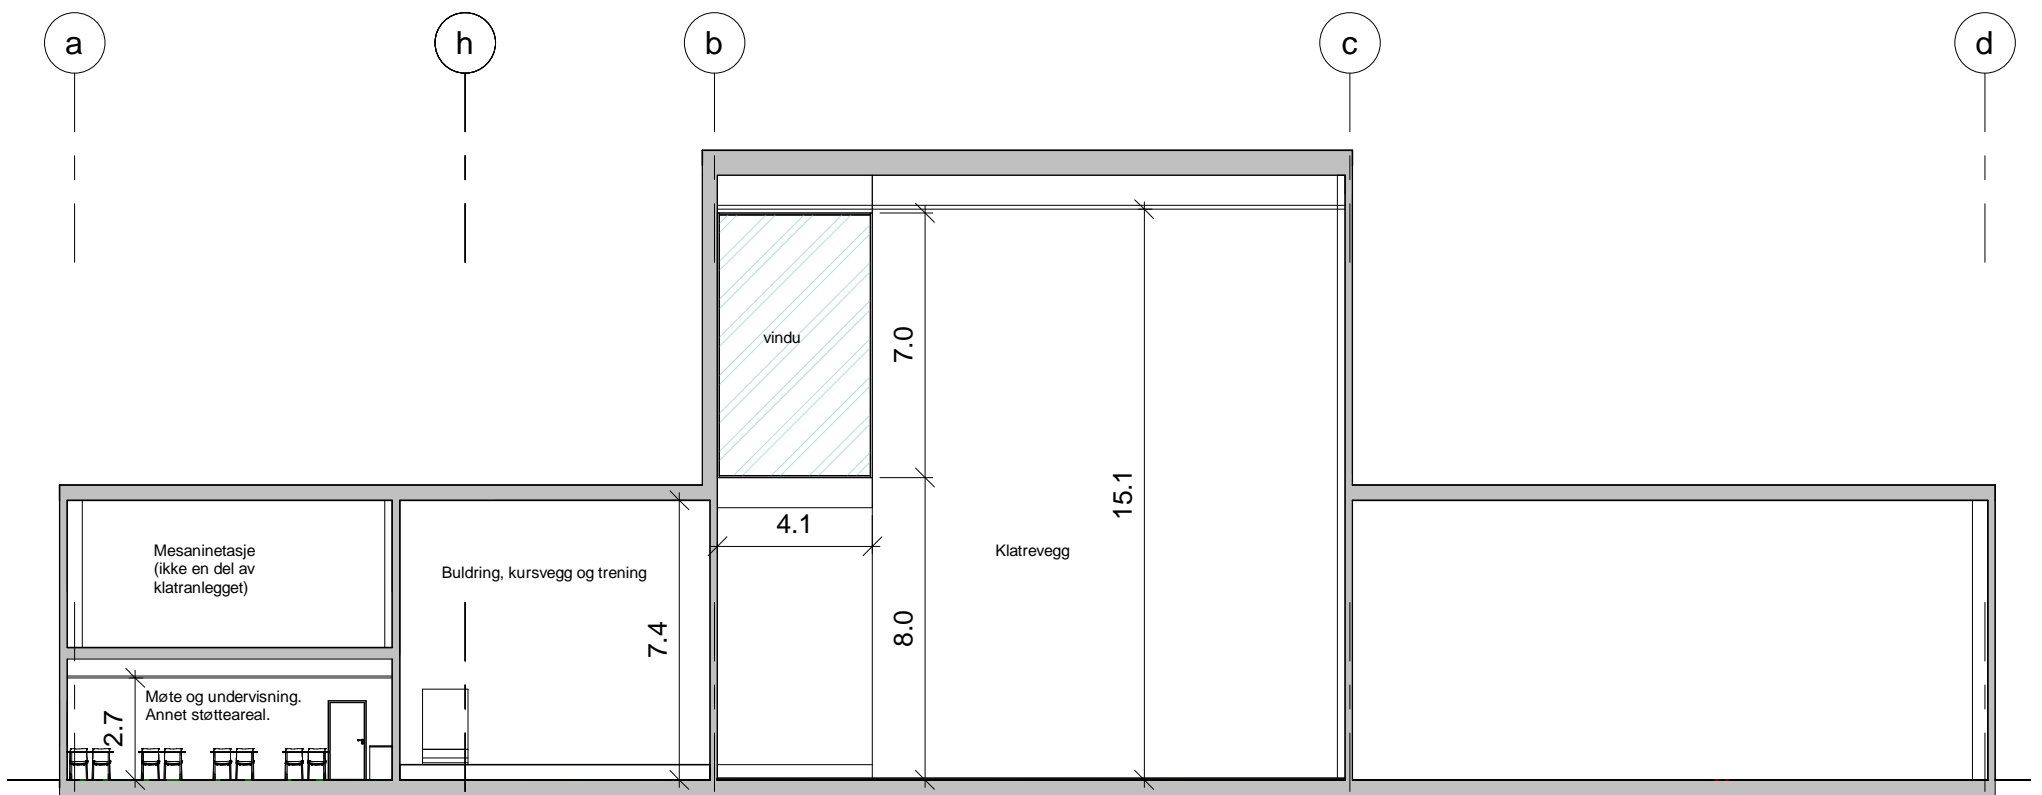 a
h
b
c
d
vindu
7.0
15.1
4.1
Mesaninetasje
(ikke en del av
klatranlegget)
Buldring, kursvegg og trening
Klatrevegg
7.4
8.0
Møte og undervisning.
Annet støtteareal.
2.7